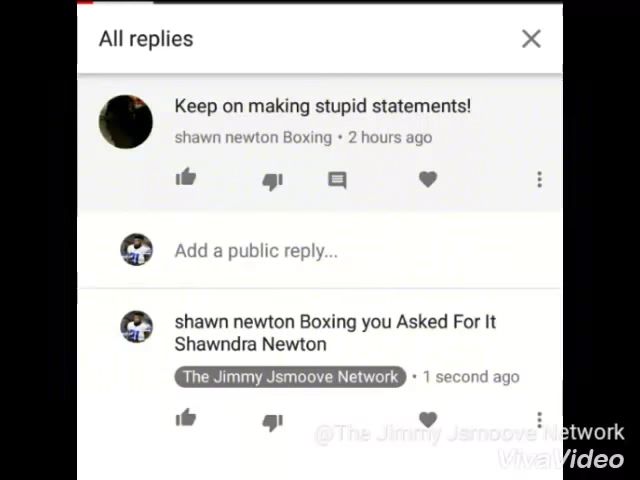 All replies
Keep on making stupid statements!
shawn newton Boxing • 2 hours ago
Add a public reply...
shawn newton Boxing you Asked For It
Shawndra Newton
The Jimmy Jsmoove Network • 1 second ago
@The Jimmy Jsmoove Network
VivaVideo